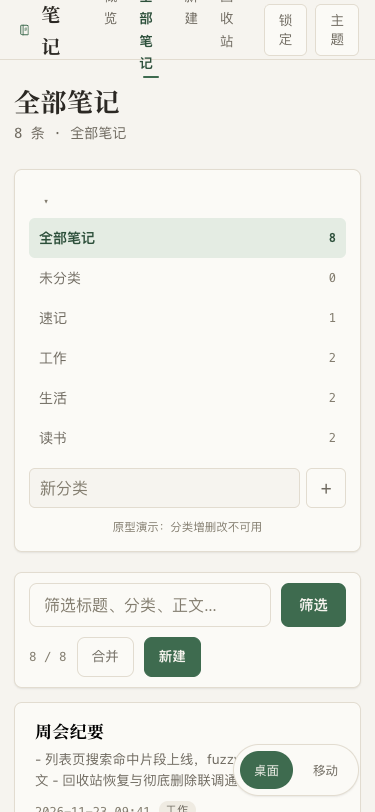 笔记
概览
全部笔记
新建
回收站
锁定
主题
全部笔记
8 条 · 全部笔记
全部笔记 8
未分类 0
速记 1
工作 2
生活 2
读书 2
新分类 +
原型演示：分类增删改不可用
筛选标题、分类、正文… 筛选
8 / 8 合并 新建
周会纪要
- 列表页搜索命中片段上线，fuzz
文 - 回收站恢复与彻底删除联调通
2026-11-23 09:41 工作
桌面 移动